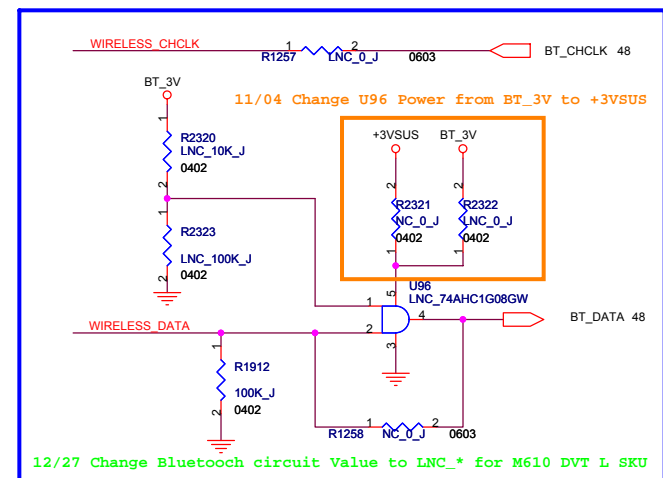 WIRELESS_CHCLK
1
2
R1257
LNC_0_J
0603
BT_CHCLK 48
BT_3V
11/04 Change U96 Power from BT_3V to +3VSUS
1
R2320
LNC_10K_J
0402
2
+3VSUS
BT_3V
2
2
R2321
NC_0_J
0402
1
R2322
LNC_0_J
0402
1
1
R2323
LNC_100K_J
0402
2
U96
LNC_74AHC1G08GW
5
1
2
4
3
BT_DATA 48
WIRELESS_DATA
1
R1912
100K_J
0402
2
R1258
1
2
NC_0_J
0603
12/27 Change Bluetooch circuit Value to LNC_* for M610 DVT L SKU